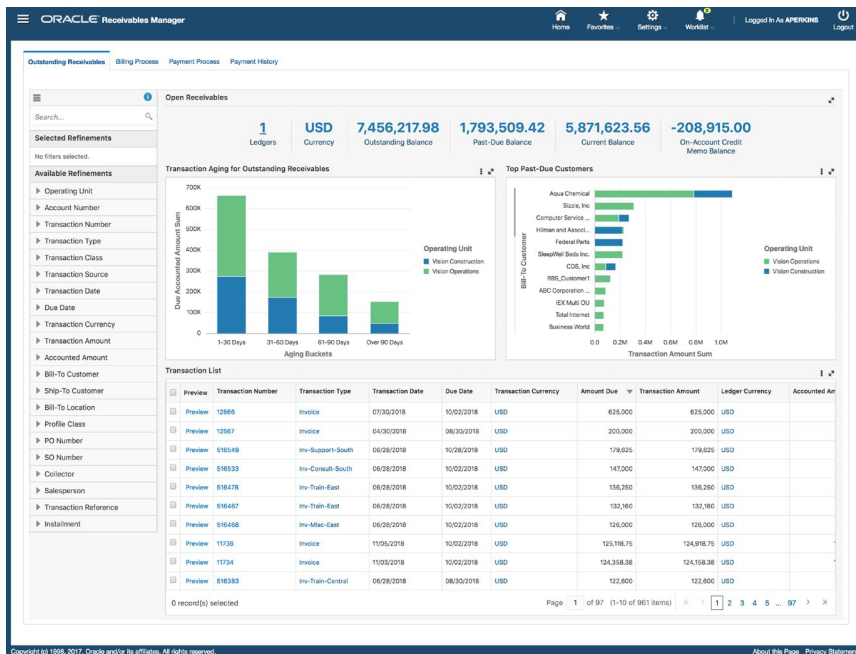 ORACLE Receivables Manager
Home Favorites Settings Worklist Logged In As APERKINS Logout
Outstanding Receivables Billing Process Payment Process Payment History
Search...
Selected Refinements
No filters selected.
Available Refinements
Operating Unit
Account Number
Transaction Number
Transaction Type
Transaction Class
Transaction Source
Transaction Date
Due Date
Transaction Currency
Transaction Amount
Accounted Amount
Bill-To Customer
Ship-To Customer
Bill-To Location
Profile Class
PO Number
SO Number
Collector
Salesperson
Transaction Reference
Installment
Open Receivables
1 USD 7,456,217.98 1,793,509.42 5,871,623.56 -208,915.00
Ledgers Currency Outstanding Balance Past-Due Balance Current Balance On-Account Credit
Memo Balance
Transaction Aging for Outstanding Receivables
700K
600K
500K
400K
300K
200K
100K
0
Due Accounted Amount Sum
1-30 Days 31-60 Days 61-90 Days Over 90 Days
Aging Buckets
Operating Unit
Vision Construction
Vision Operations
Top Past-Due Customers
Bill-To Customer
Aqua Chemical
Sizzle, Inc
Computer Service ...
Hilman and Associ...
Federal Parts
SleepWell Beds Inc.
CDS, Inc
RBS_Customer1
ABC Corporation ...
IEX Multi OU
Total Internet
Business World
0.0 0.2M 0.4M 0.6M 0.8M 1.0M
Transaction Amount Sum
Operating Unit
Vision Operations
Vision Construction
Transaction List
Preview Transaction Number Transaction Type Transaction Date Due Date Transaction Currency Amount Due Transaction Amount Ledger Currency Accounted Am
Preview 12566 Invoice 07/30/2018 10/02/2018 USD 625,000 625,000 USD
Preview 12567 Invoice 04/30/2018 08/30/2018 USD 200,000 200,000 USD
Preview 516549 Inv-Support-South 06/28/2018 10/28/2018 USD 179,625 179,625 USD
Preview 516533 Inv-Consult-South 06/28/2018 10/02/2018 USD 147,000 147,000 USD
Preview 516478 Inv-Train-East 06/28/2018 10/02/2018 USD 136,250 136,250 USD
Preview 516467 Inv-Train-East 06/28/2018 10/02/2018 USD 132,160 132,160 USD
Preview 516468 Inv-Misc-East 06/28/2018 10/02/2018 USD 126,000 126,000 USD
Preview 11736 Invoice 11/05/2018 10/02/2018 USD 125,118.75 124,918.75 USD
Preview 11734 Invoice 11/03/2018 10/02/2018 USD 124,358.38 124,158.38 USD
Preview 516383 Inv-Train-Central 06/28/2018 08/30/2018 USD 122,600 122,600 USD
0 record(s) selected
Page 1 of 97 (1-10 of 961 items) 1 2 3 4 5 ... 97
Copyright (c) 1998, 2017, Oracle and/or its affiliates. All rights reserved.
About this Page Privacy Statement